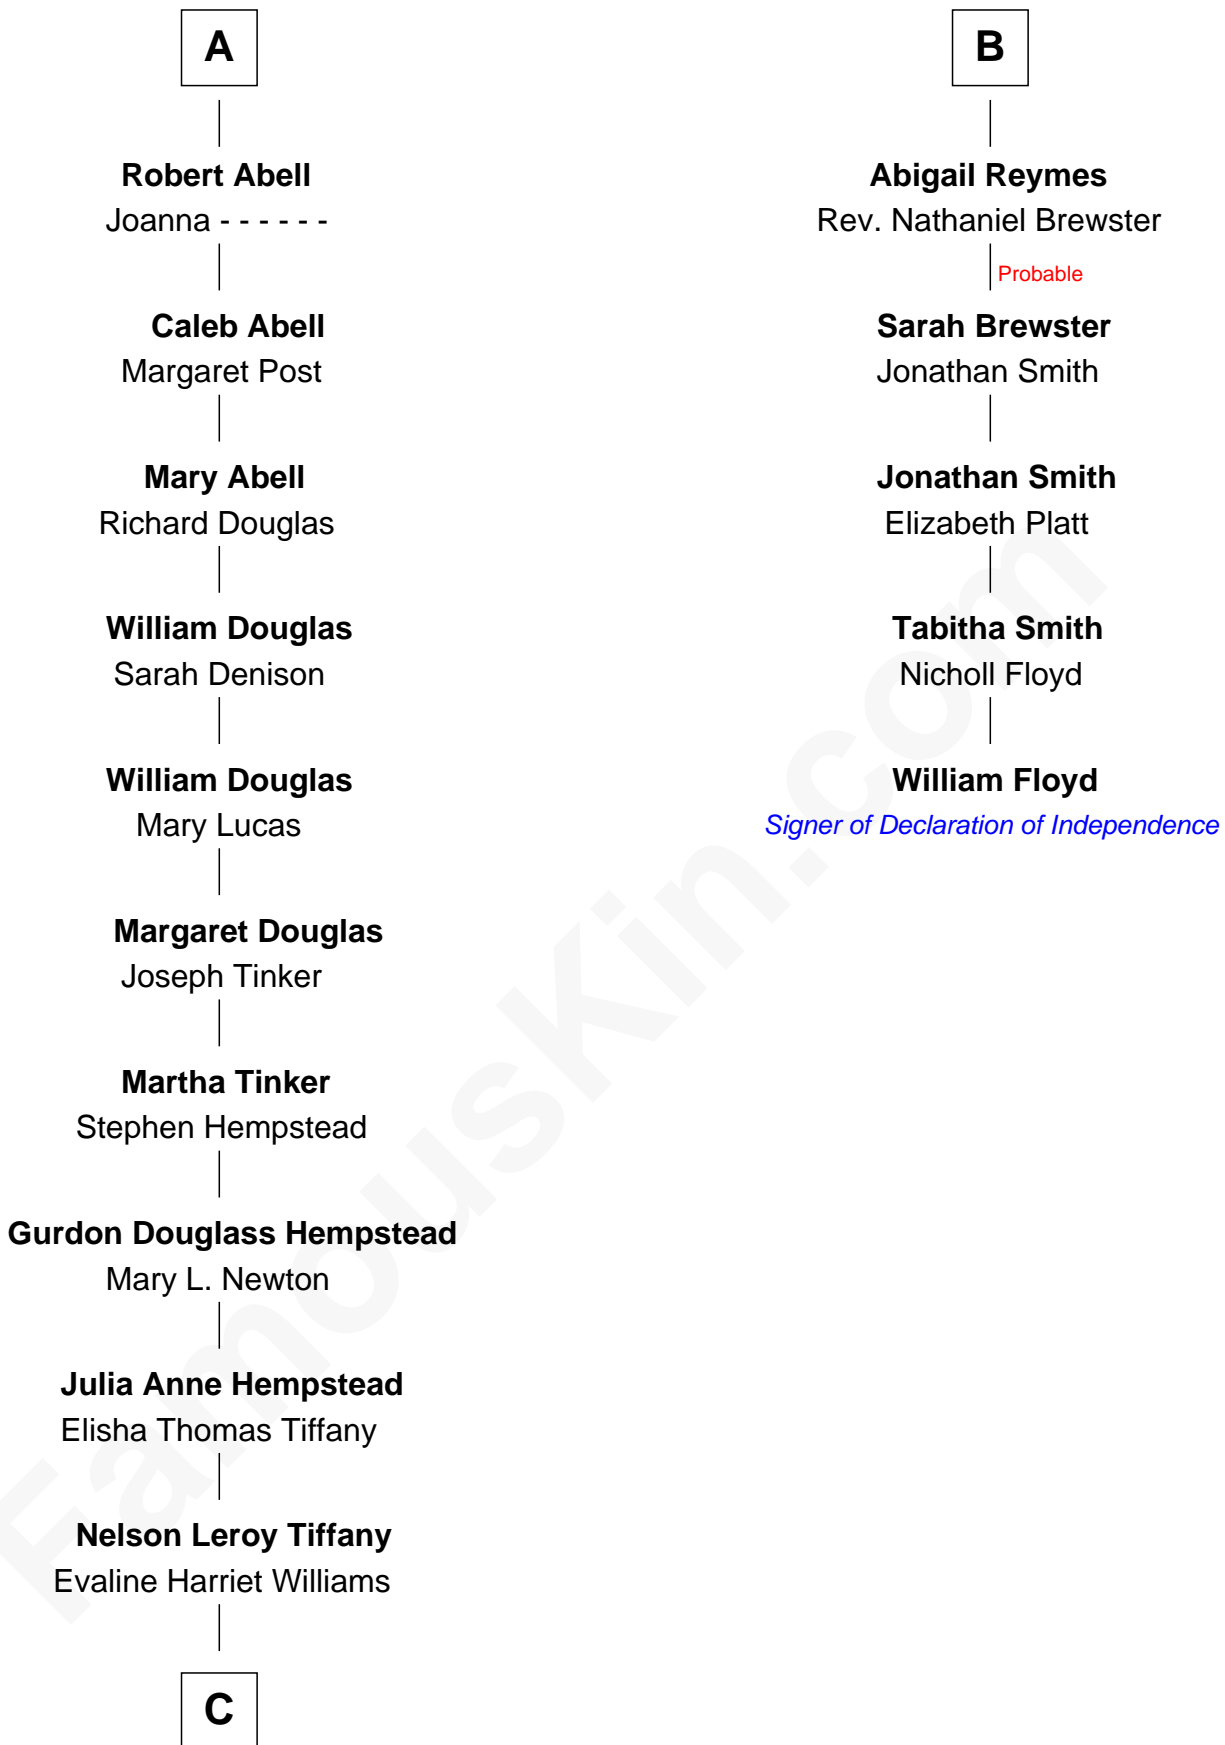 A
Robert Abell
Joanna - - - - - -
Caleb Abell
Margaret Post
Mary Abell
Richard Douglas
William Douglas
Sarah Denison
William Douglas
Mary Lucas
Margaret Douglas
Joseph Tinker
Martha Tinker
Stephen Hempstead
Gurdon Douglass Hempstead
Mary L. Newton
Julia Anne Hempstead
Elisha Thomas Tiffany
Nelson Leroy Tiffany
Evaline Harriet Williams
C
B
Abigail Reymes
Rev. Nathaniel Brewster
Probable
Sarah Brewster
Jonathan Smith
Jonathan Smith
Elizabeth Platt
Tabitha Smith
Nicholl Floyd
William Floyd
Signer of Declaration of Independence
FamousKin.com